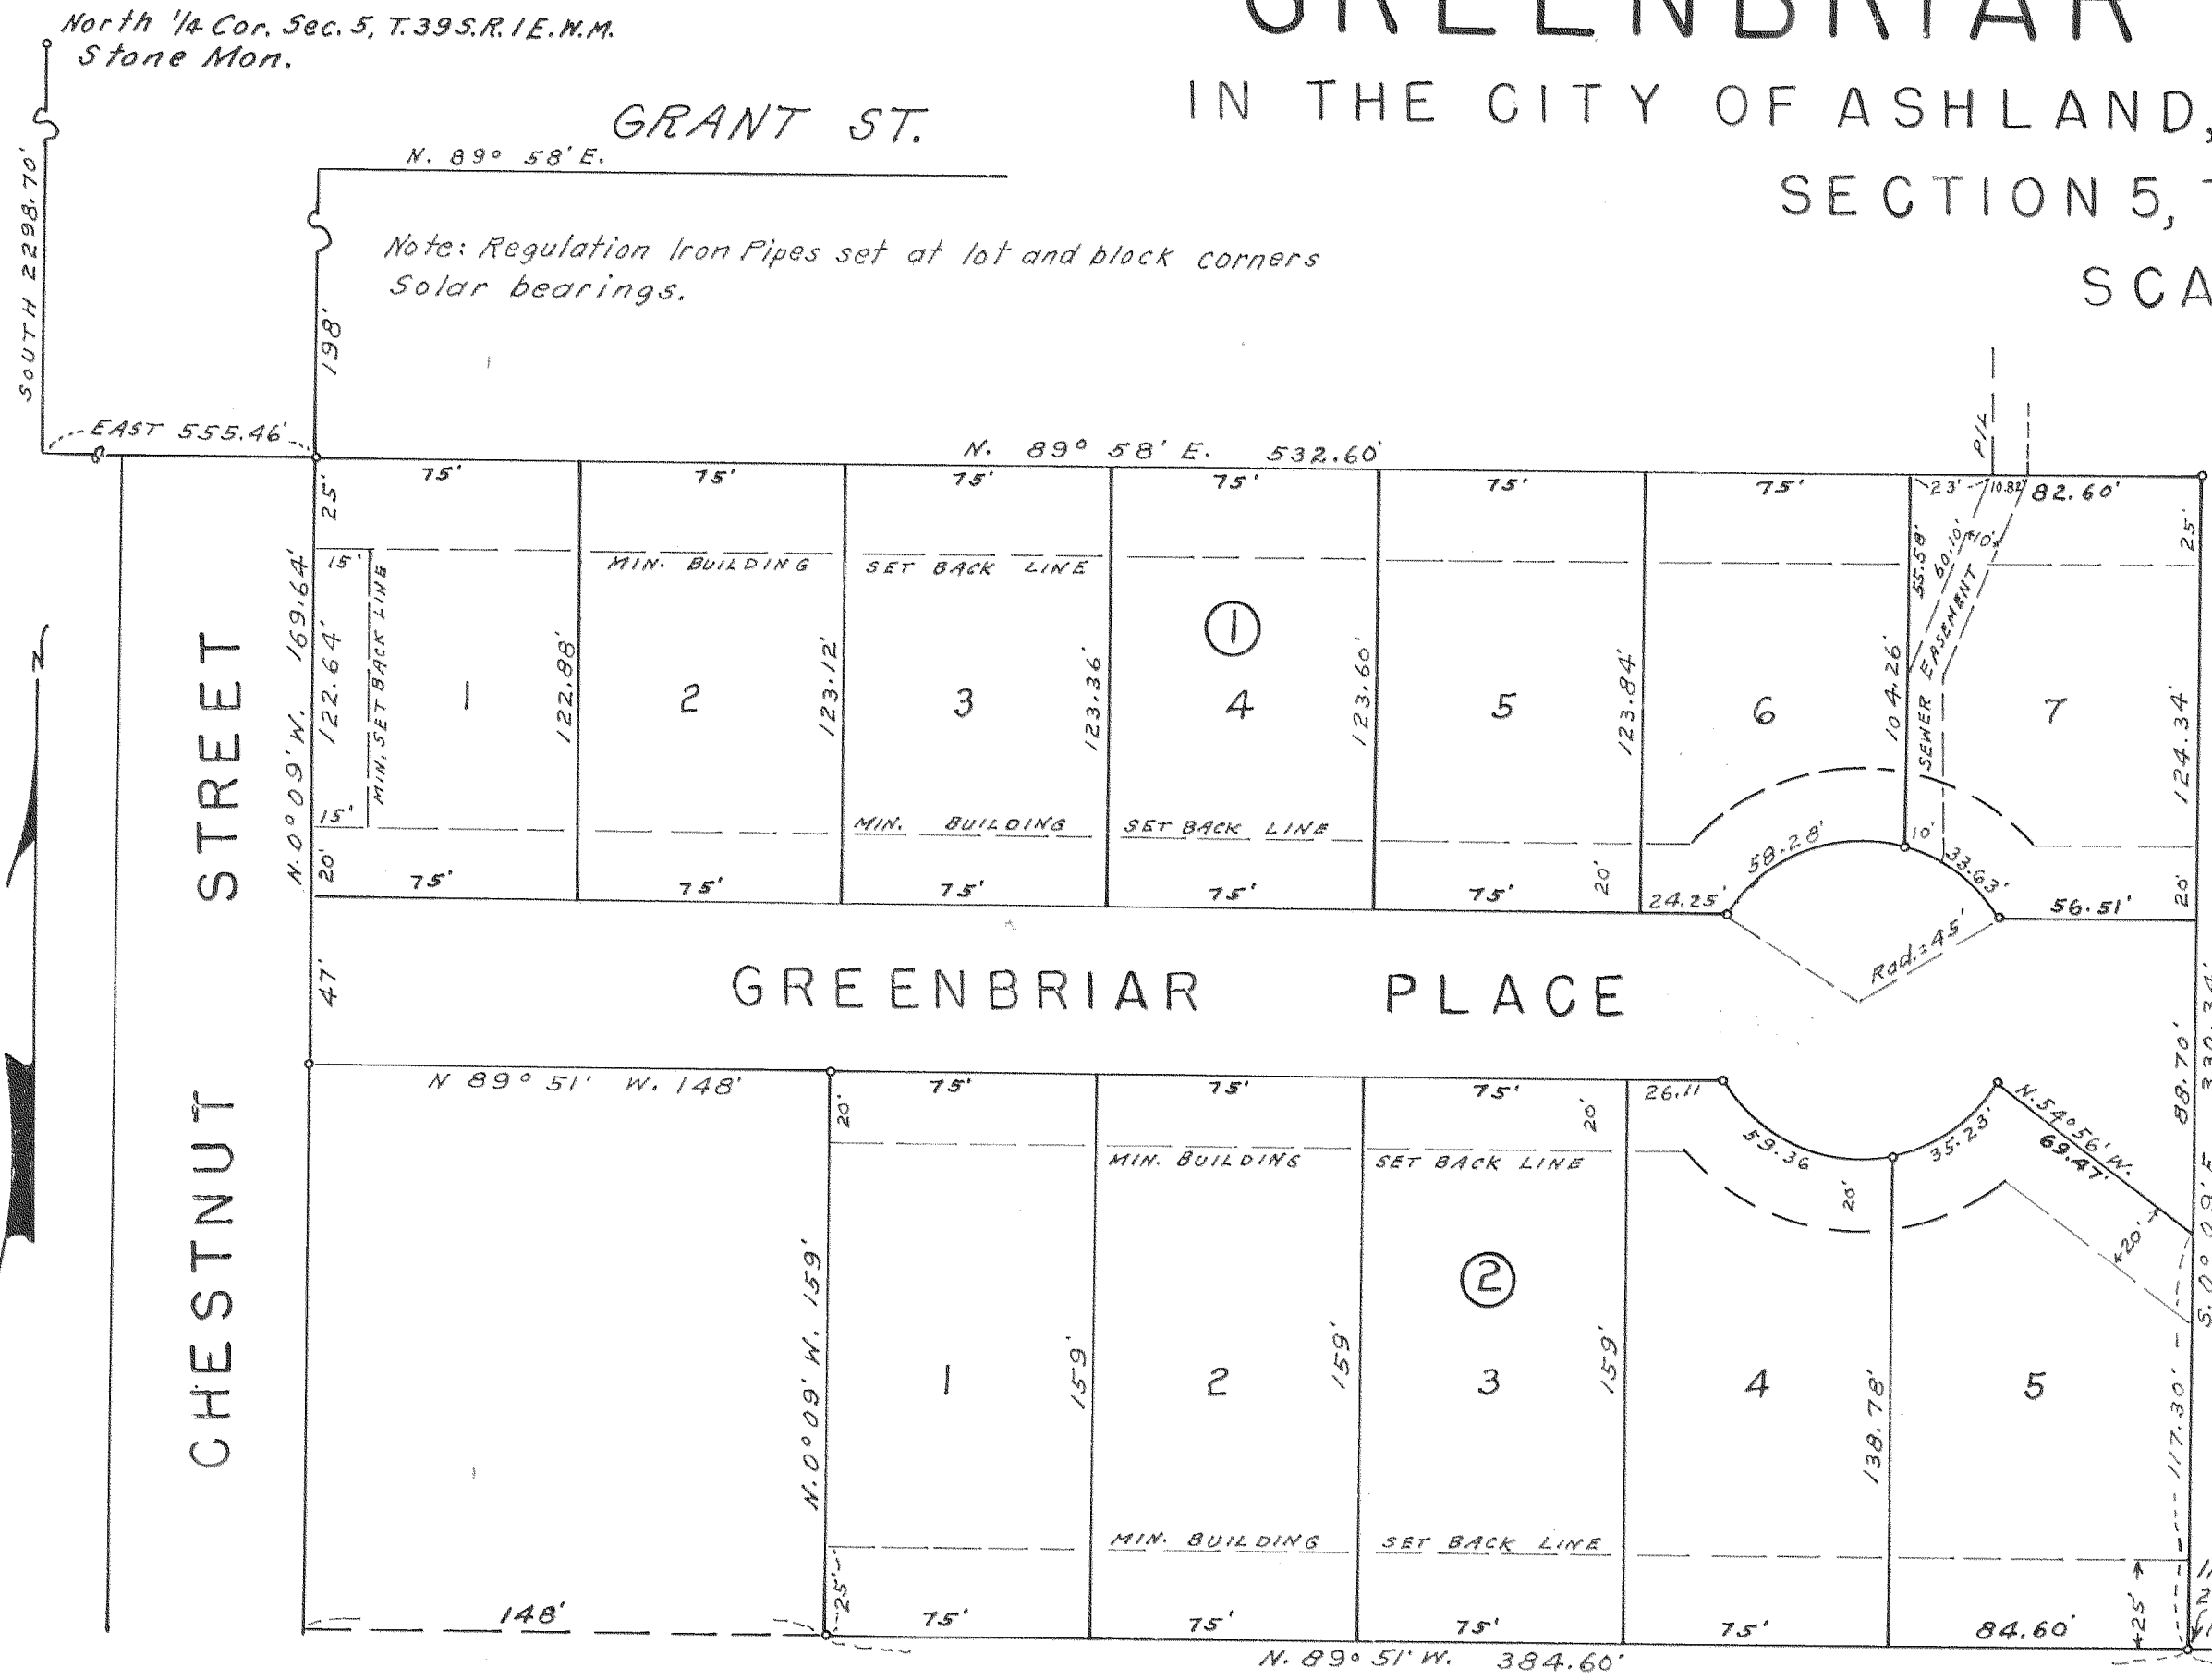 North 1/4 Cor. Sec. 5, T.39S.R.1E.W.M.
Stone Mon.
GREENBRIAR
IN THE CITY OF ASHLAND,
SECTION 5,
SCA
GRANT ST.
N. 89° 58' E.
Note: Regulation Iron Pipes set at lot and block corners
Solar bearings.
SOUTH 2298.70'
198'
EAST 555.46'
N. 89° 58' E. 532.60'
P/L
75' 75' 75' 75' 75' 75' 23' 10.82 82.60'
25'
25'
15'
MIN. SET BACK LINE
MIN. BUILDING SET BACK LINE
N. 0° 09' W. 169.64'
122.64'
1
122.88'
2
123.12'
3
123.36'
①
4
123.60'
5
123.84'
6
104.26'
55.58'
60.10'
10'
SEWER EASEMENT
7
124.34'
15'
MIN. BUILDING SET BACK LINE
20'
75' 75' 75' 75' 75'
20'
24.25'
58.28'
10'
33.63'
56.51'
20'
Rad.=45'
47'
GREENBRIAR PLACE
88.70'
S. 0° 09' E. 330.34'
N 89° 51' W. 148'
75' 75' 75' 26.11
20'
20'
59.36
35.23'
N. 54° 56' W.
69.47'
20'
20'
MIN. BUILDING SET BACK LINE
CHESTNUT STREET
N. 0° 09' W. 159'
1
159'
2
159'
②
3
159'
4
138.78'
5
117.30'
MIN. BUILDING SET BACK LINE
25'
25'
148'
75' 75' 75' 75' 84.60'
N. 89° 51' W. 384.60'